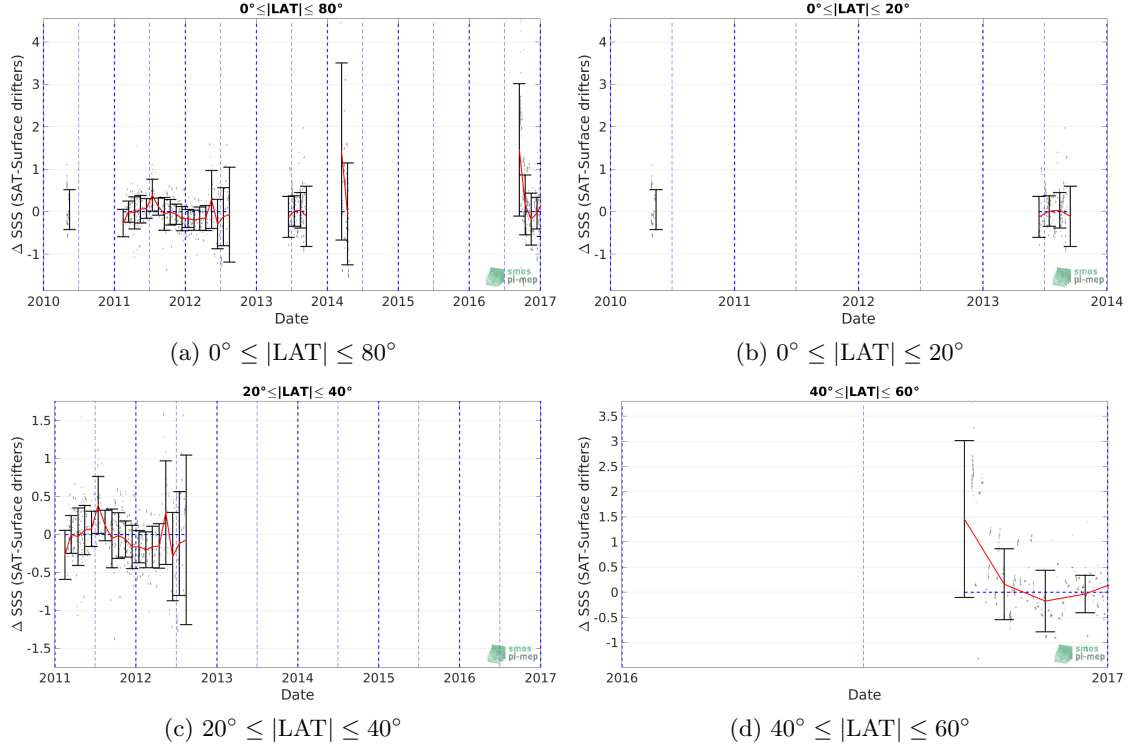 0°≤|LAT|≤ 80°
Δ SSS (SAT-Surface drifters)
4
3
2
1
0
-1
2010 2011 2012 2013 2014 2015 2016 2017
Date
smos
pi-mep
(a) 0° ≤ |LAT| ≤ 80°
0°≤|LAT|≤ 20°
Δ SSS (SAT-Surface drifters)
4
3
2
1
0
-1
2010 2011 2012 2013 2014
Date
smos
pi-mep
(b) 0° ≤ |LAT| ≤ 20°
20°≤|LAT|≤ 40°
Δ SSS (SAT-Surface drifters)
1.5
1
0.5
0
-0.5
-1
-1.5
2011 2012 2013 2014 2015 2016 2017
Date
smos
pi-mep
(c) 20° ≤ |LAT| ≤ 40°
40°≤|LAT|≤ 60°
Δ SSS (SAT-Surface drifters)
3.5
3
2.5
2
1.5
1
0.5
0
-0.5
-1
2016 2017
Date
smos
pi-mep
(d) 40° ≤ |LAT| ≤ 60°